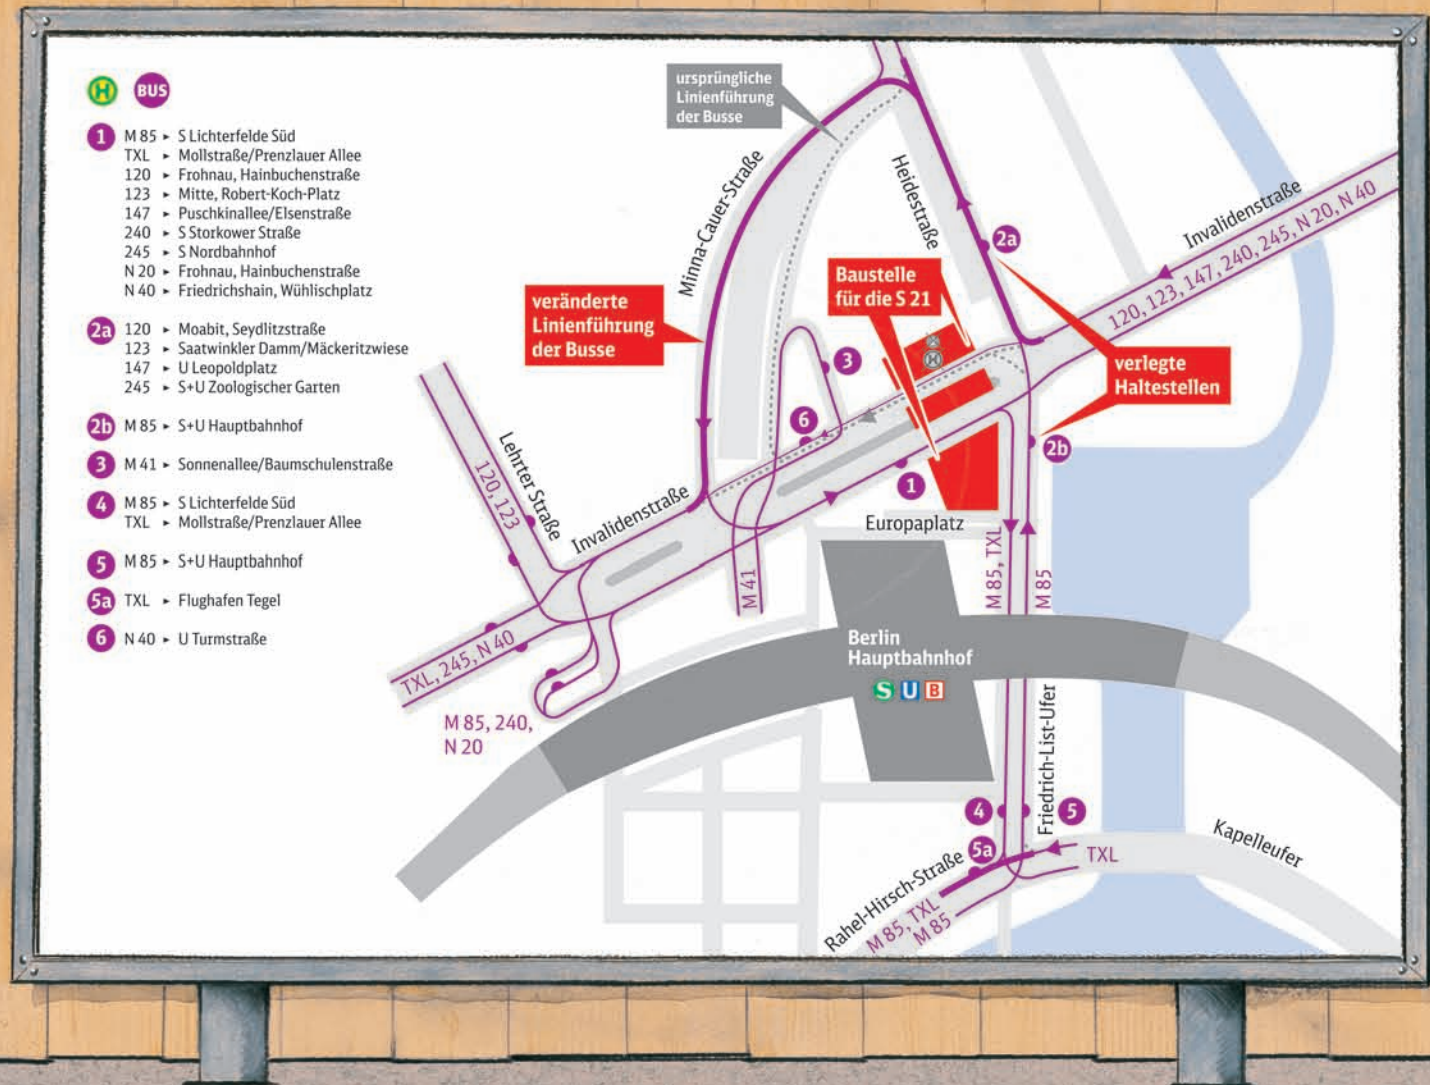 H BUS
1 M 85 ▸ S Lichterfelde Süd
TXL ▸ Mollstraße/Prenzlauer Allee
120 ▸ Frohnau, Hainbuchenstraße
123 ▸ Mitte, Robert-Koch-Platz
147 ▸ Puschkinallee/Elsenstraße
240 ▸ S Storkower Straße
245 ▸ S Nordbahnhof
N 20 ▸ Frohnau, Hainbuchenstraße
N 40 ▸ Friedrichshain, Wühlischplatz
2a 120 ▸ Moabit, Seydlitzstraße
123 ▸ Saatwinkler Damm/Mäckeritzwiese
147 ▸ U Leopoldplatz
245 ▸ S+U Zoologischer Garten
2b M 85 ▸ S+U Hauptbahnhof
3 M 41 ▸ Sonnenallee/Baumschulenstraße
4 M 85 ▸ S Lichterfelde Süd
TXL ▸ Mollstraße/Prenzlauer Allee
5 M 85 ▸ S+U Hauptbahnhof
5a TXL ▸ Flughafen Tegel
6 N 40 ▸ U Turmstraße
ursprüngliche
Linienführung
der Busse
Minna-Cauer-Straße
Heidestraße
Invalidenstraße
120, 123, 147, 240, 245, N 20, N 40
2a
Baustelle
für die S 21
veränderte
Linienführung
der Busse
verlegte
Haltestellen
H
3
6
2b
1
Lehrter Straße
120, 123
Invalidenstraße
Europaplatz
M 41
M 85, TXL
M 85
TXL, 245, N 40
M 85, 240,
N 20
Berlin
Hauptbahnhof
S U B
Friedrich-List-Ufer
4
5
5a
TXL
Kapelleufer
Rahel-Hirsch-Straße
M 85, TXL
M 85